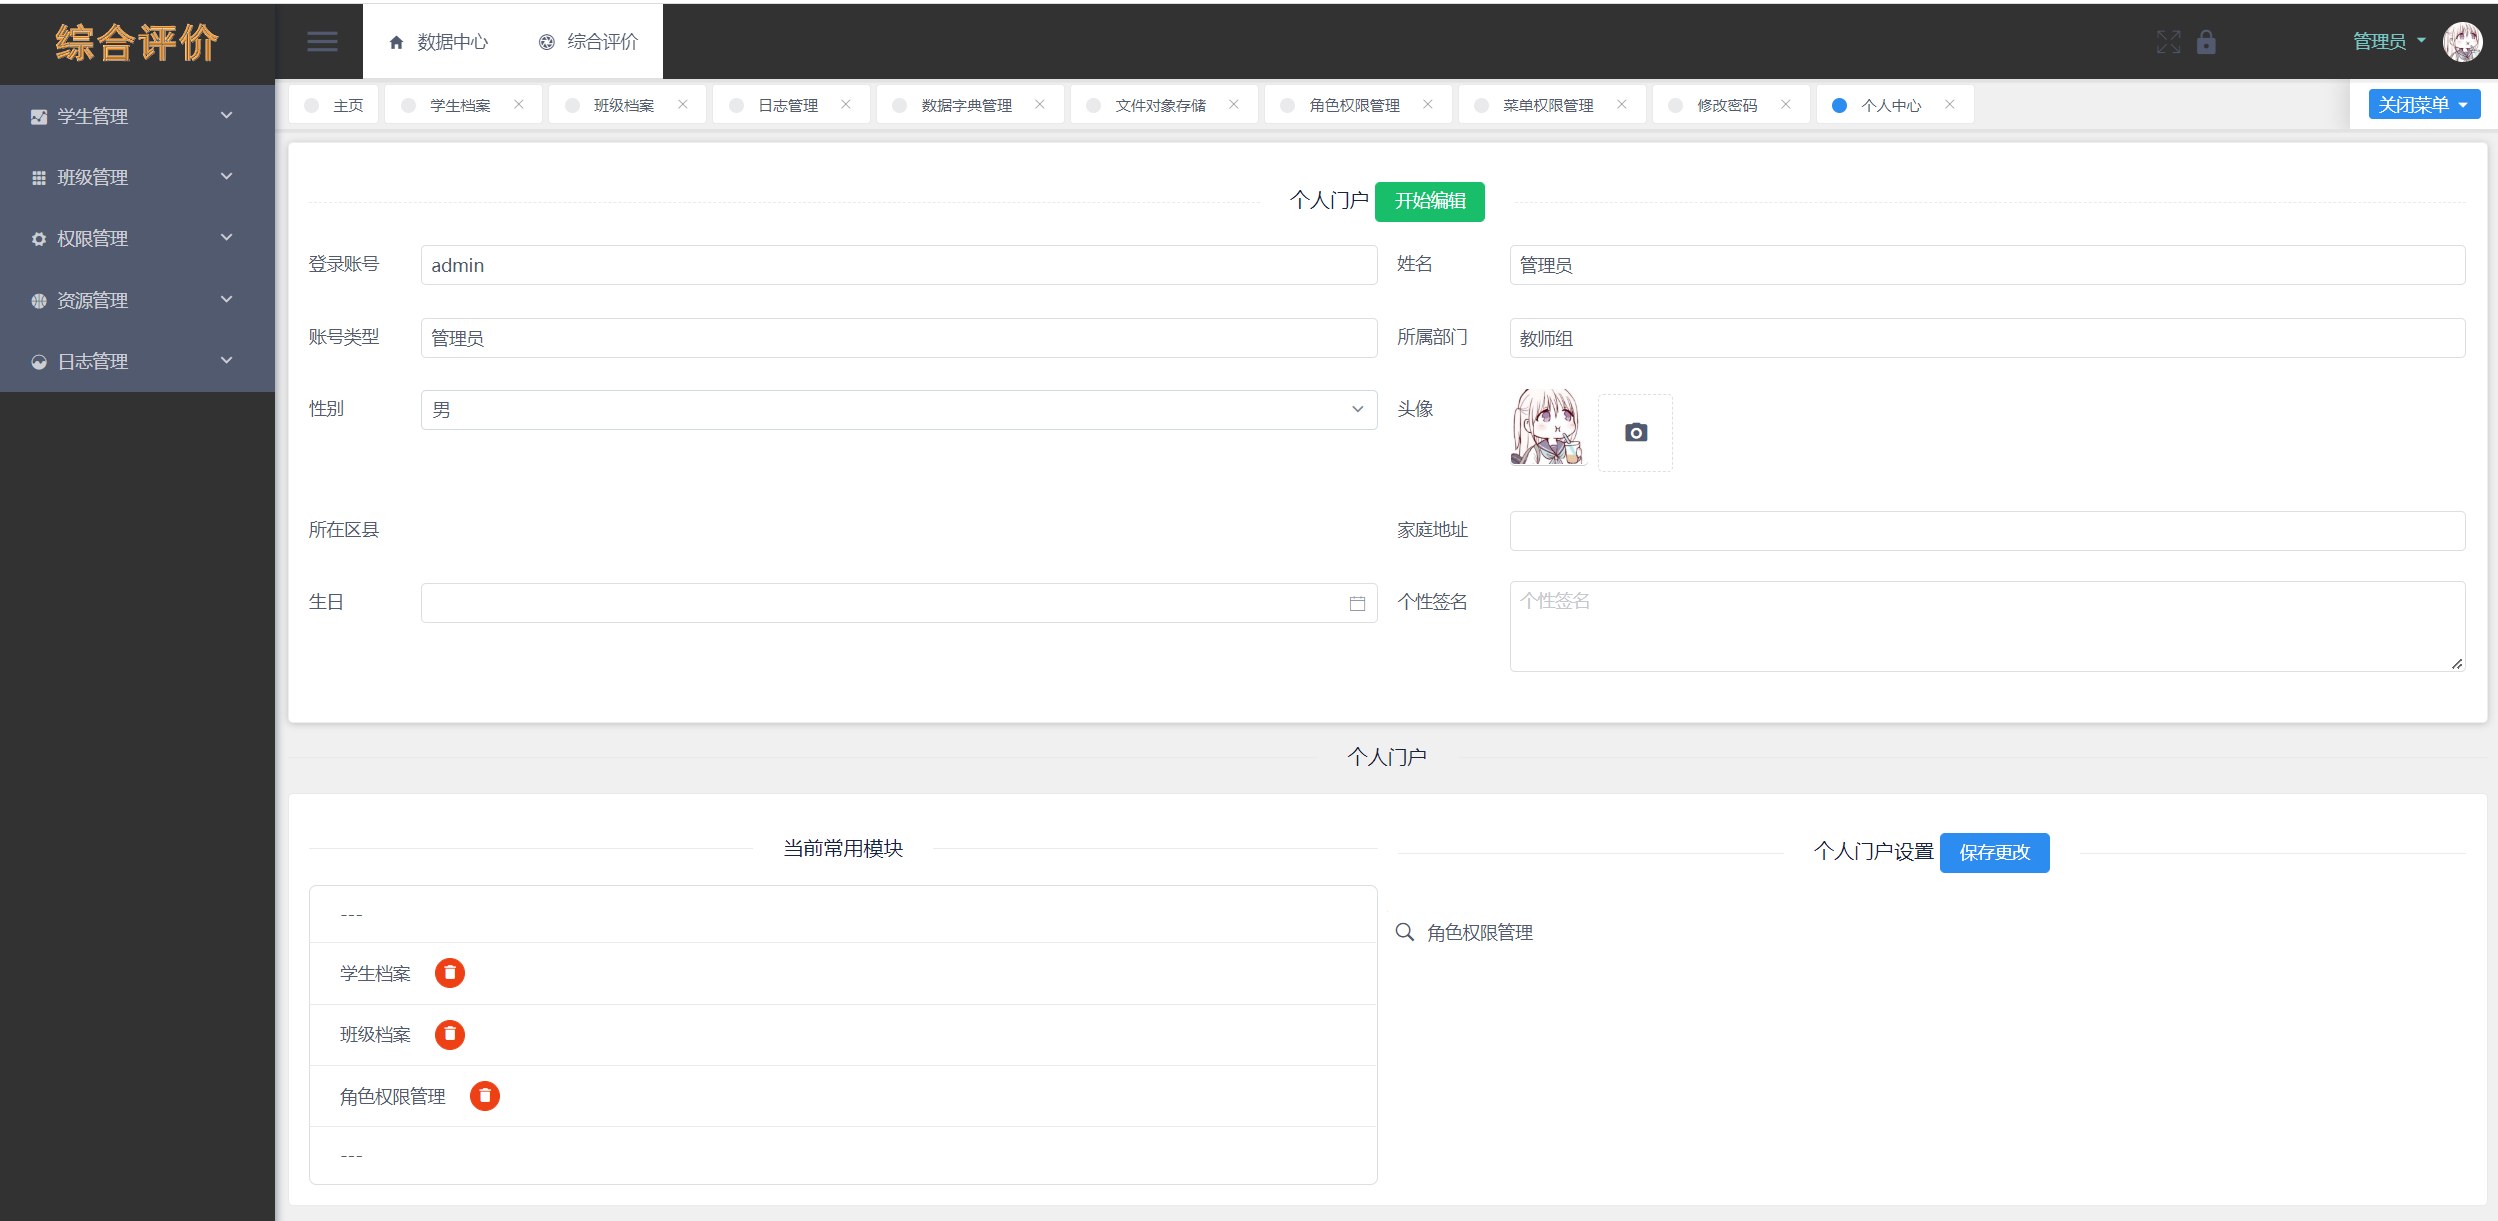 综合评价
数据中心 综合评价 管理员
主页 学生档案 班级档案 日志管理 数据字典管理 文件对象存储 角色权限管理 菜单权限管理 修改密码 个人中心 关闭菜单
学生管理
班级管理
权限管理
资源管理
日志管理
个人门户 开始编辑
登录账号 admin 姓名 管理员
账号类型 管理员 所属部门 教师组
性别 男 头像
所在区县 家庭地址
生日 个性签名 个性签名
个人门户
当前常用模块 个人门户设置 保存更改
---
学生档案
班级档案
角色权限管理
---
角色权限管理